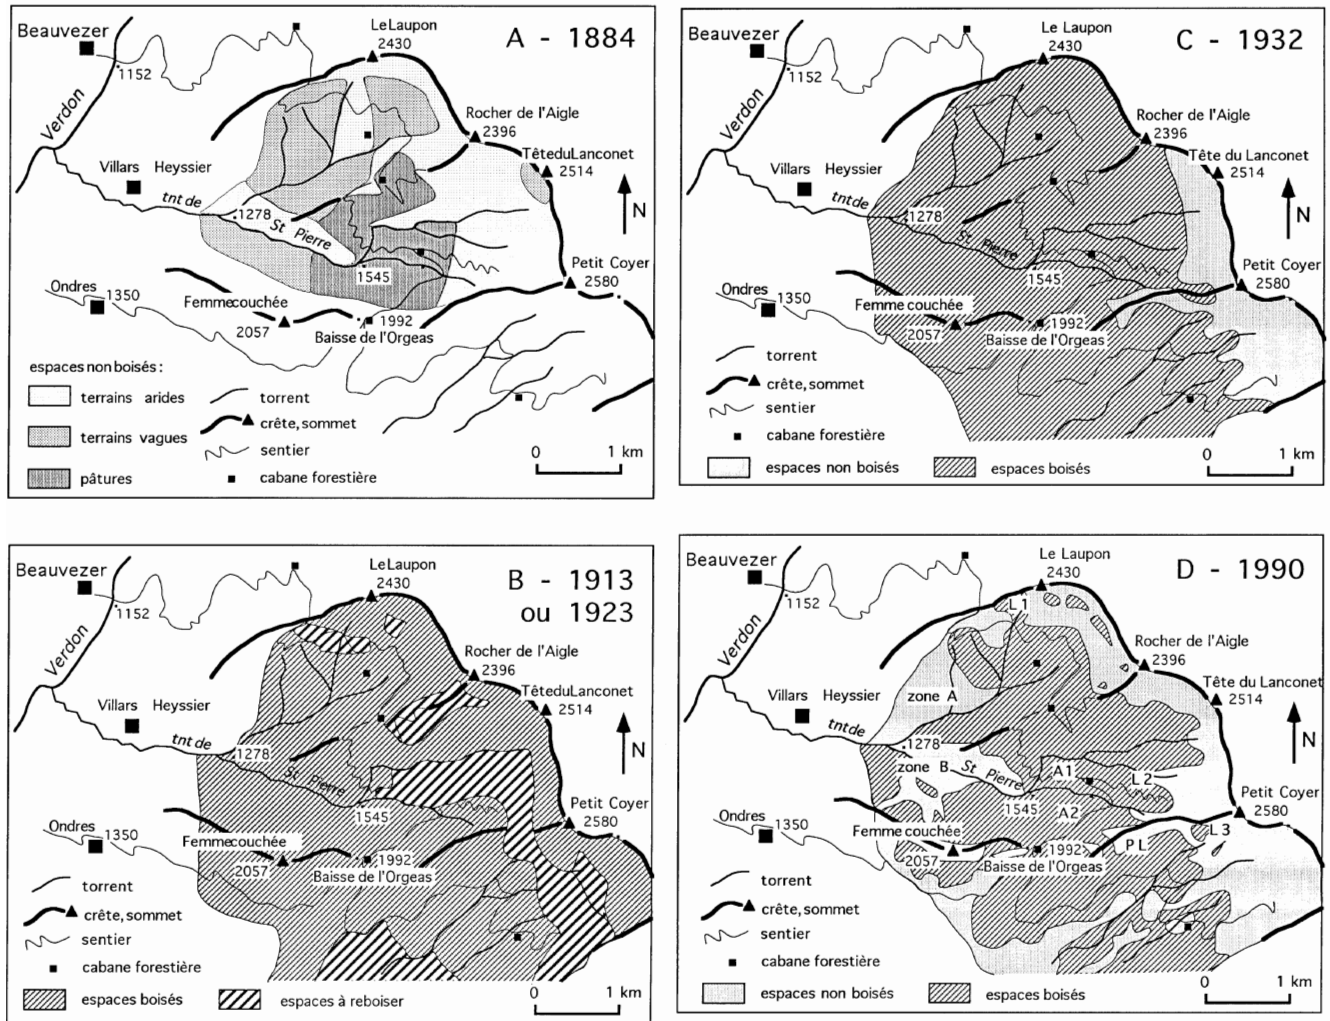 A - 1884
Le Laupon
2430
Beauvezer
1152
Verdon
Rocher de l'Aigle
2396
Tête du Lanconet
2514
Villars Heyssier
tnt de
1278
St Pierre
N
1545
Petit Coyer
2580
Ondres
1350
Femme couchée
2057
1992
Baisse de l'Orgeas
espaces non boisés :
terrains arides
terrains vagues
pâtures
torrent
crête, sommet
sentier
cabane forestière
0 1 km
C - 1932
Le Laupon
2430
Beauvezer
1152
Verdon
Rocher de l'Aigle
2396
Tête du Lanconet
2514
Villars Heyssier
tnt de
1278
St Pierre
N
1545
Petit Coyer
2580
Ondres
1350
Femme couchée
2057
1992
Baisse de l'Orgeas
torrent
crête, sommet
sentier
cabane forestière
espaces non boisés
espaces boisés
0 1 km
B - 1913
ou 1923
Le Laupon
2430
Beauvezer
1152
Verdon
Rocher de l'Aigle
2396
Tête du Lanconet
2514
Villars Heyssier
tnt de
1278
St Pierre
N
1545
Petit Coyer
2580
Ondres
1350
Femme couchée
2057
1992
Baisse de l'Orgeas
torrent
crête, sommet
sentier
cabane forestière
espaces boisés
espaces à reboiser
0 1 km
D - 1990
Le Laupon
2430
Beauvezer
1152
L 1
Verdon
Rocher de l'Aigle
2396
Tête du Lanconet
2514
Villars Heyssier
zone A
tnt de
1278
zone B
St Pierre
N
A1
L 2
1545
A2
Petit Coyer
2580
Ondres
1350
L 3
PL
Femme couchée
2057
1992
Baisse de l'Orgeas
torrent
crête, sommet
sentier
cabane forestière
espaces non boisés
espaces boisés
0 1 km